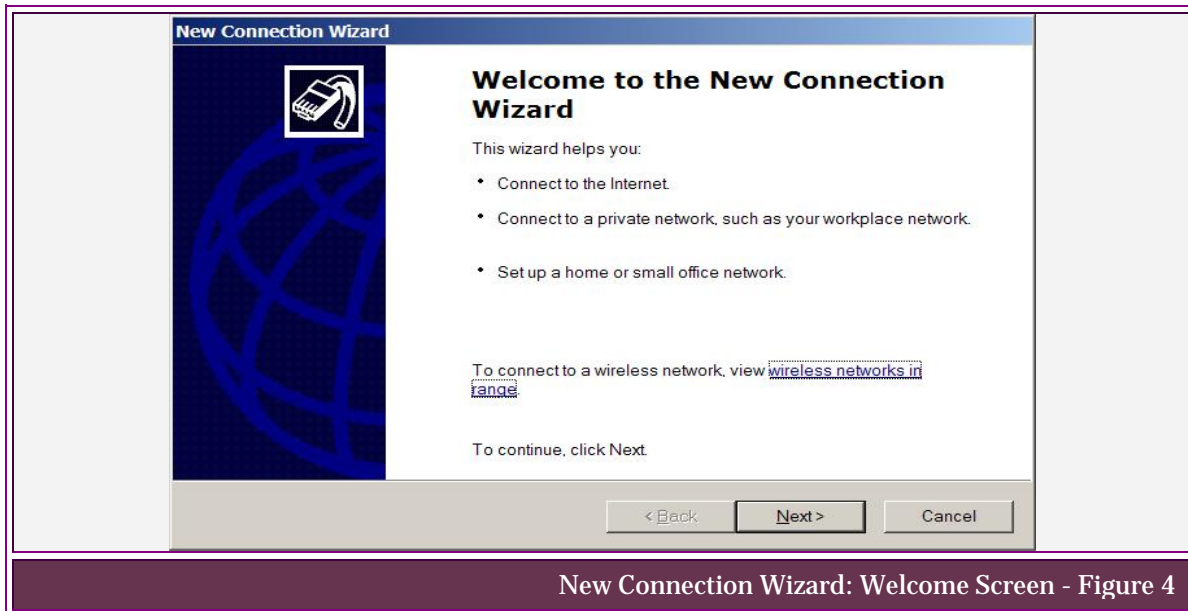 New Connection Wizard
Welcome to the New Connection
Wizard
This wizard helps you:
• Connect to the Internet.
• Connect to a private network, such as your workplace network.
• Set up a home or small office network.
To connect to a wireless network, view wireless networks in
range.
To continue, click Next.
< Back Next > Cancel
New Connection Wizard: Welcome Screen - Figure 4